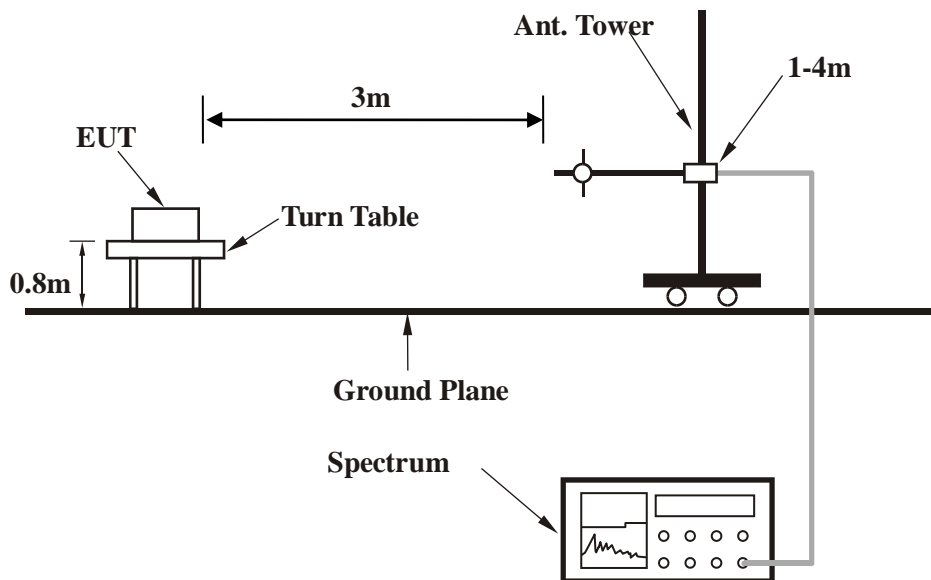 Ant. Tower
1-4m
3m
EUT
Turn Table
0.8m
Ground Plane
Spectrum